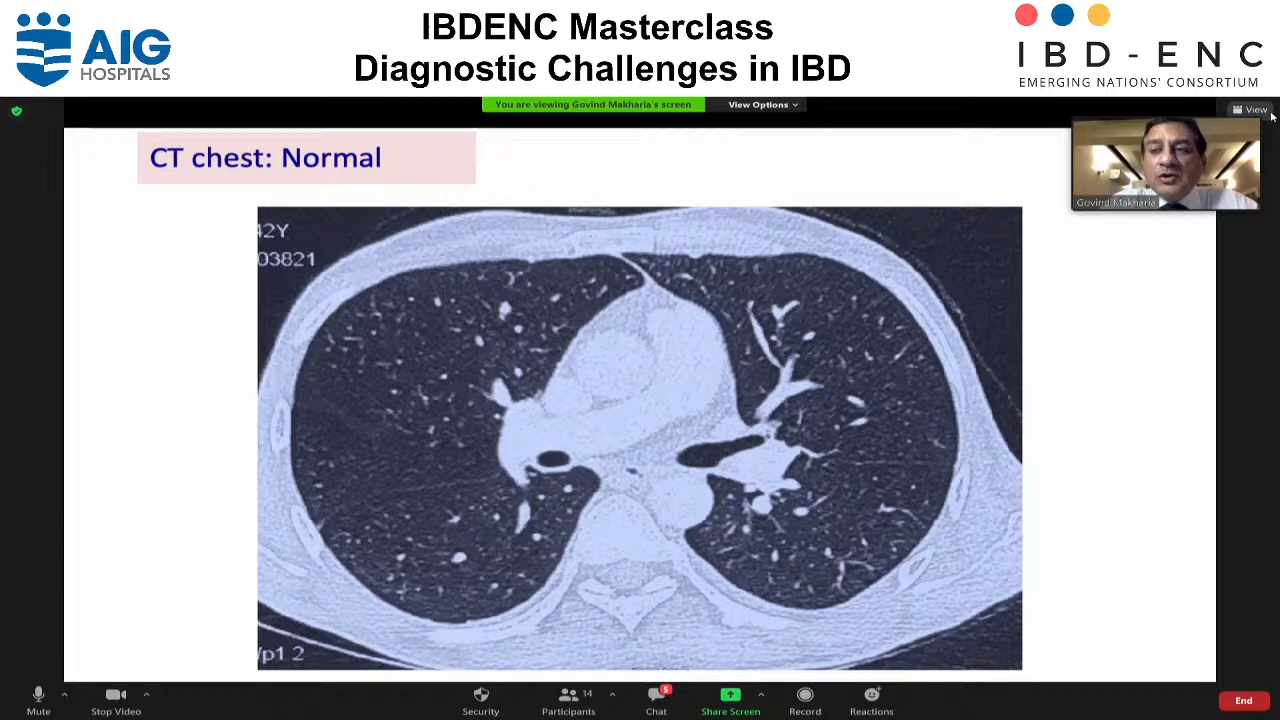 AIG
HOSPITALS
IBDENC Masterclass
Diagnostic Challenges in IBD
IBD-ENC
EMERGING NATIONS' CONSORTIUM
You are viewing Govind Makharia's screen
View Options
View
CT chest: Normal
Govind Makharia
42Y
03821
/p1 2
Mute
Stop Video
Security
Participants
14
Chat
5
Share Screen
Record
Reactions
End